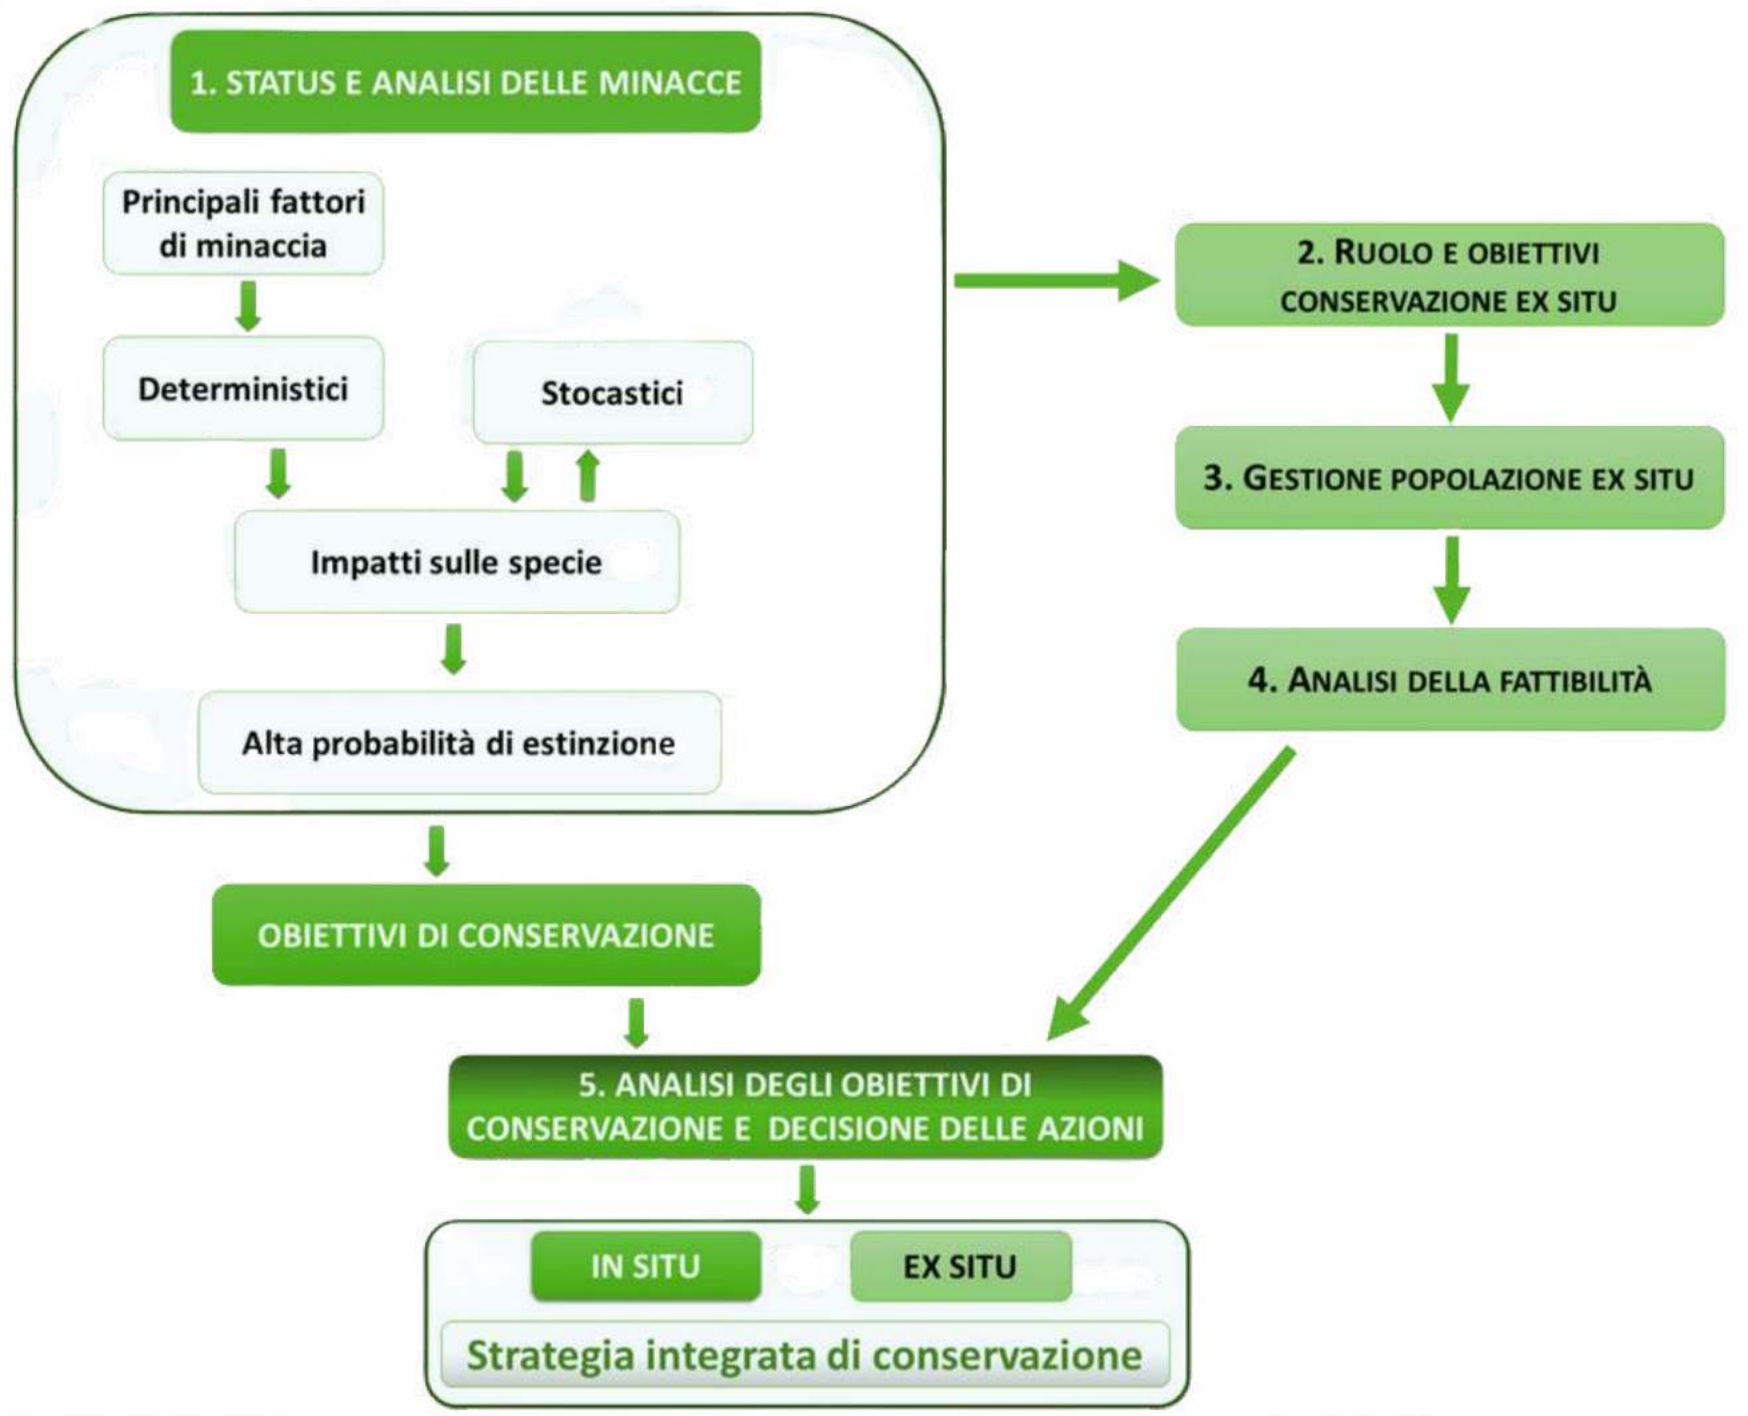 1. STATUS E ANALISI DELLE MINACCE
Principali fattori
di minaccia
Deterministici
Stocastici
Impatti sulle specie
Alta probabilità di estinzione
2. RUOLO E OBIETTIVI
CONSERVAZIONE EX SITU
3. GESTIONE POPOLAZIONE EX SITU
4. ANALISI DELLA FATTIBILITÀ
OBIETTIVI DI CONSERVAZIONE
5. ANALISI DEGLI OBIETTIVI DI
CONSERVAZIONE E DECISIONE DELLE AZIONI
IN SITU
EX SITU
Strategia integrata di conservazione